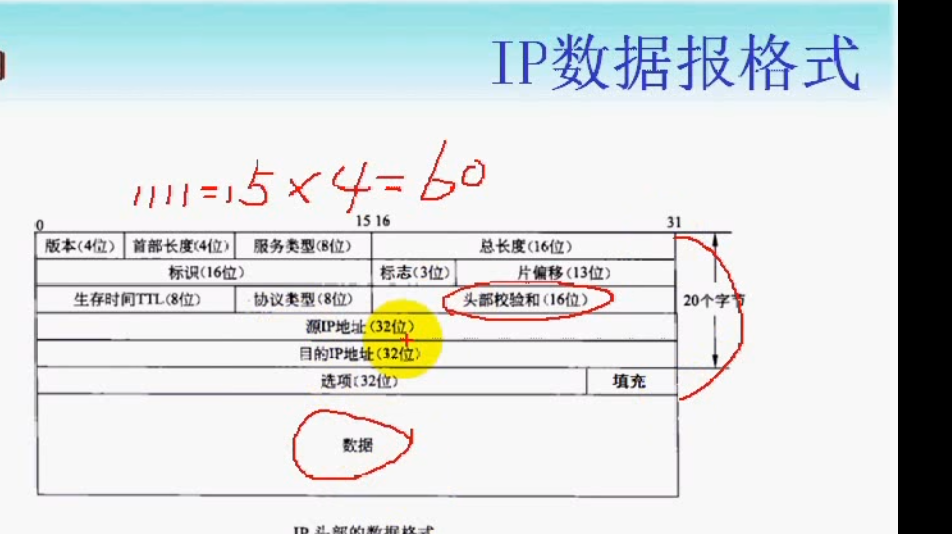 IP数据报格式
1111=15×4=60
0 15 16 31
版本(4位) 首部长度(4位) 服务类型(8位) 总长度(16位)
标识(16位) 标志(3位) 片偏移(13位)
生存时间TTL(8位) 协议类型(8位) 头部校验和(16位) 20个字节
源IP地址(32位)
目的IP地址(32位)
选项(32位) 填充
数据
IP 头部的数据格式